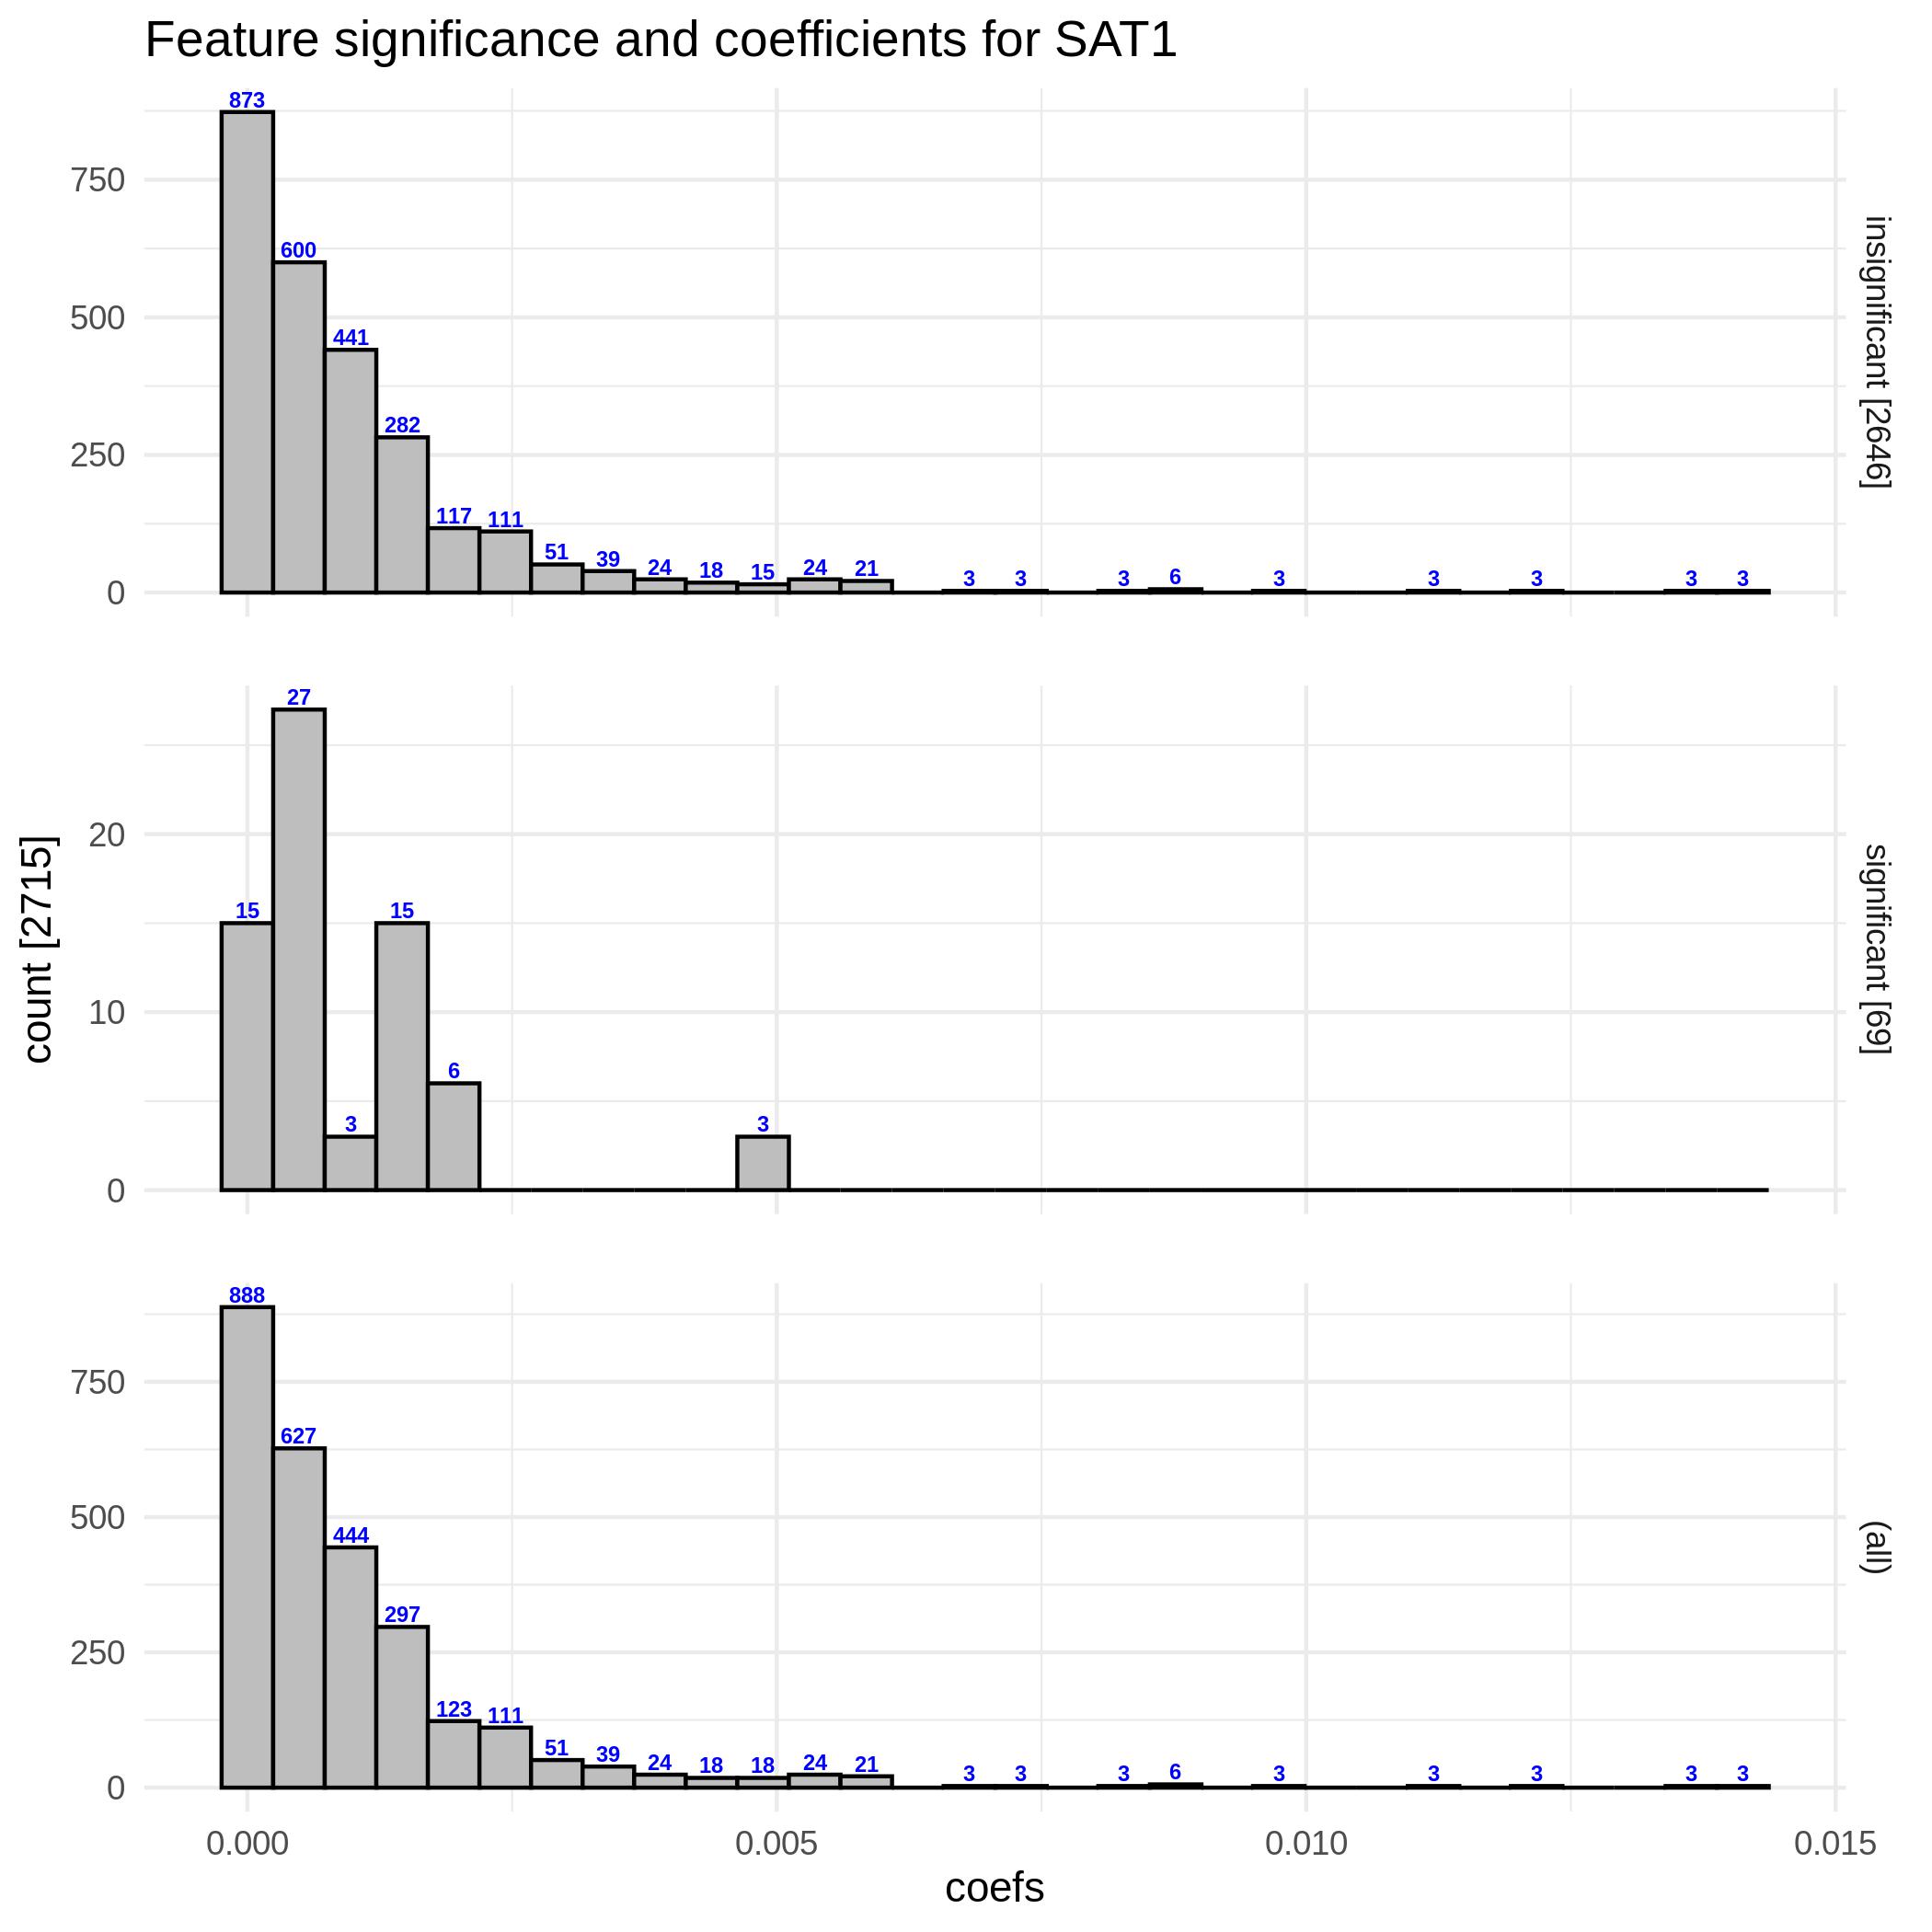 Feature significance and coefficients for SAT1
873
750
600
500
441
282
250
117 111
51 39 24 18 15 24 21 3 3 3 6 3 3 3 3 3
0
insignificant [2646]
27
20
15 15
10
6
3 3
0
significant [69]
count [2715]
888
750
627
500
444
297
250
123 111
51 39 24 18 18 24 21 3 3 3 6 3 3 3 3 3
0
(all)
0.000 0.005 0.010 0.015
coefs